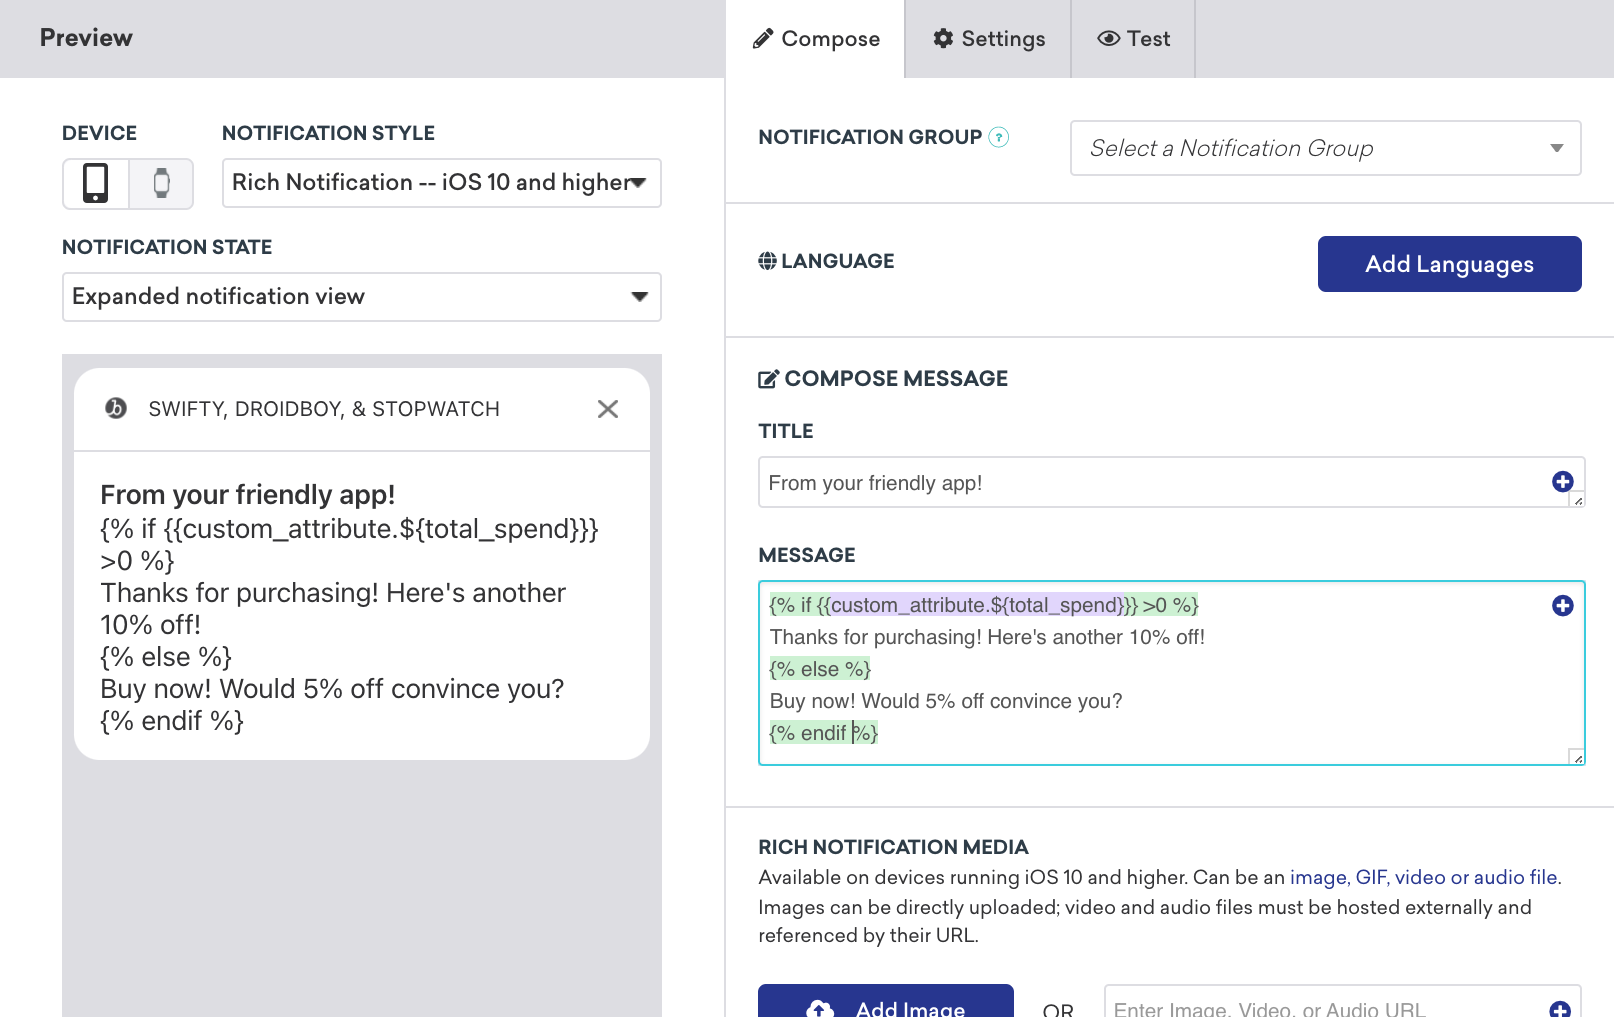 Preview
Compose
Settings
Test
DEVICE
NOTIFICATION STYLE
Rich Notification -- iOS 10 and higher
NOTIFICATION STATE
Expanded notification view
SWIFTY, DROIDBOY, & STOPWATCH
From your friendly app!
{% if {{custom_attribute.${total_spend}}}
>0 %}
Thanks for purchasing! Here's another
10% off!
{% else %}
Buy now! Would 5% off convince you?
{% endif %}
NOTIFICATION GROUP ?
Select a Notification Group
LANGUAGE
Add Languages
COMPOSE MESSAGE
TITLE
From your friendly app!
MESSAGE
{% if {{custom_attribute.${total_spend}}} >0 %}
Thanks for purchasing! Here's another 10% off!
{% else %}
Buy now! Would 5% off convince you?
{% endif %}
RICH NOTIFICATION MEDIA
Available on devices running iOS 10 and higher. Can be an image, GIF, video or audio file.
Images can be directly uploaded; video and audio files must be hosted externally and
referenced by their URL.
Add Image
OR
Enter Image, Video, or Audio URL